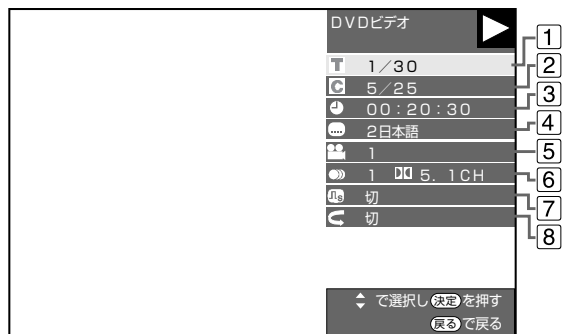 DVDビデオ
T 1/30
C 5/25
00:20:30
2日本語
1
1 5.1CH
切
切
で選択し 決定 を押す
戻る で戻る
1
2
3
4
5
6
7
8